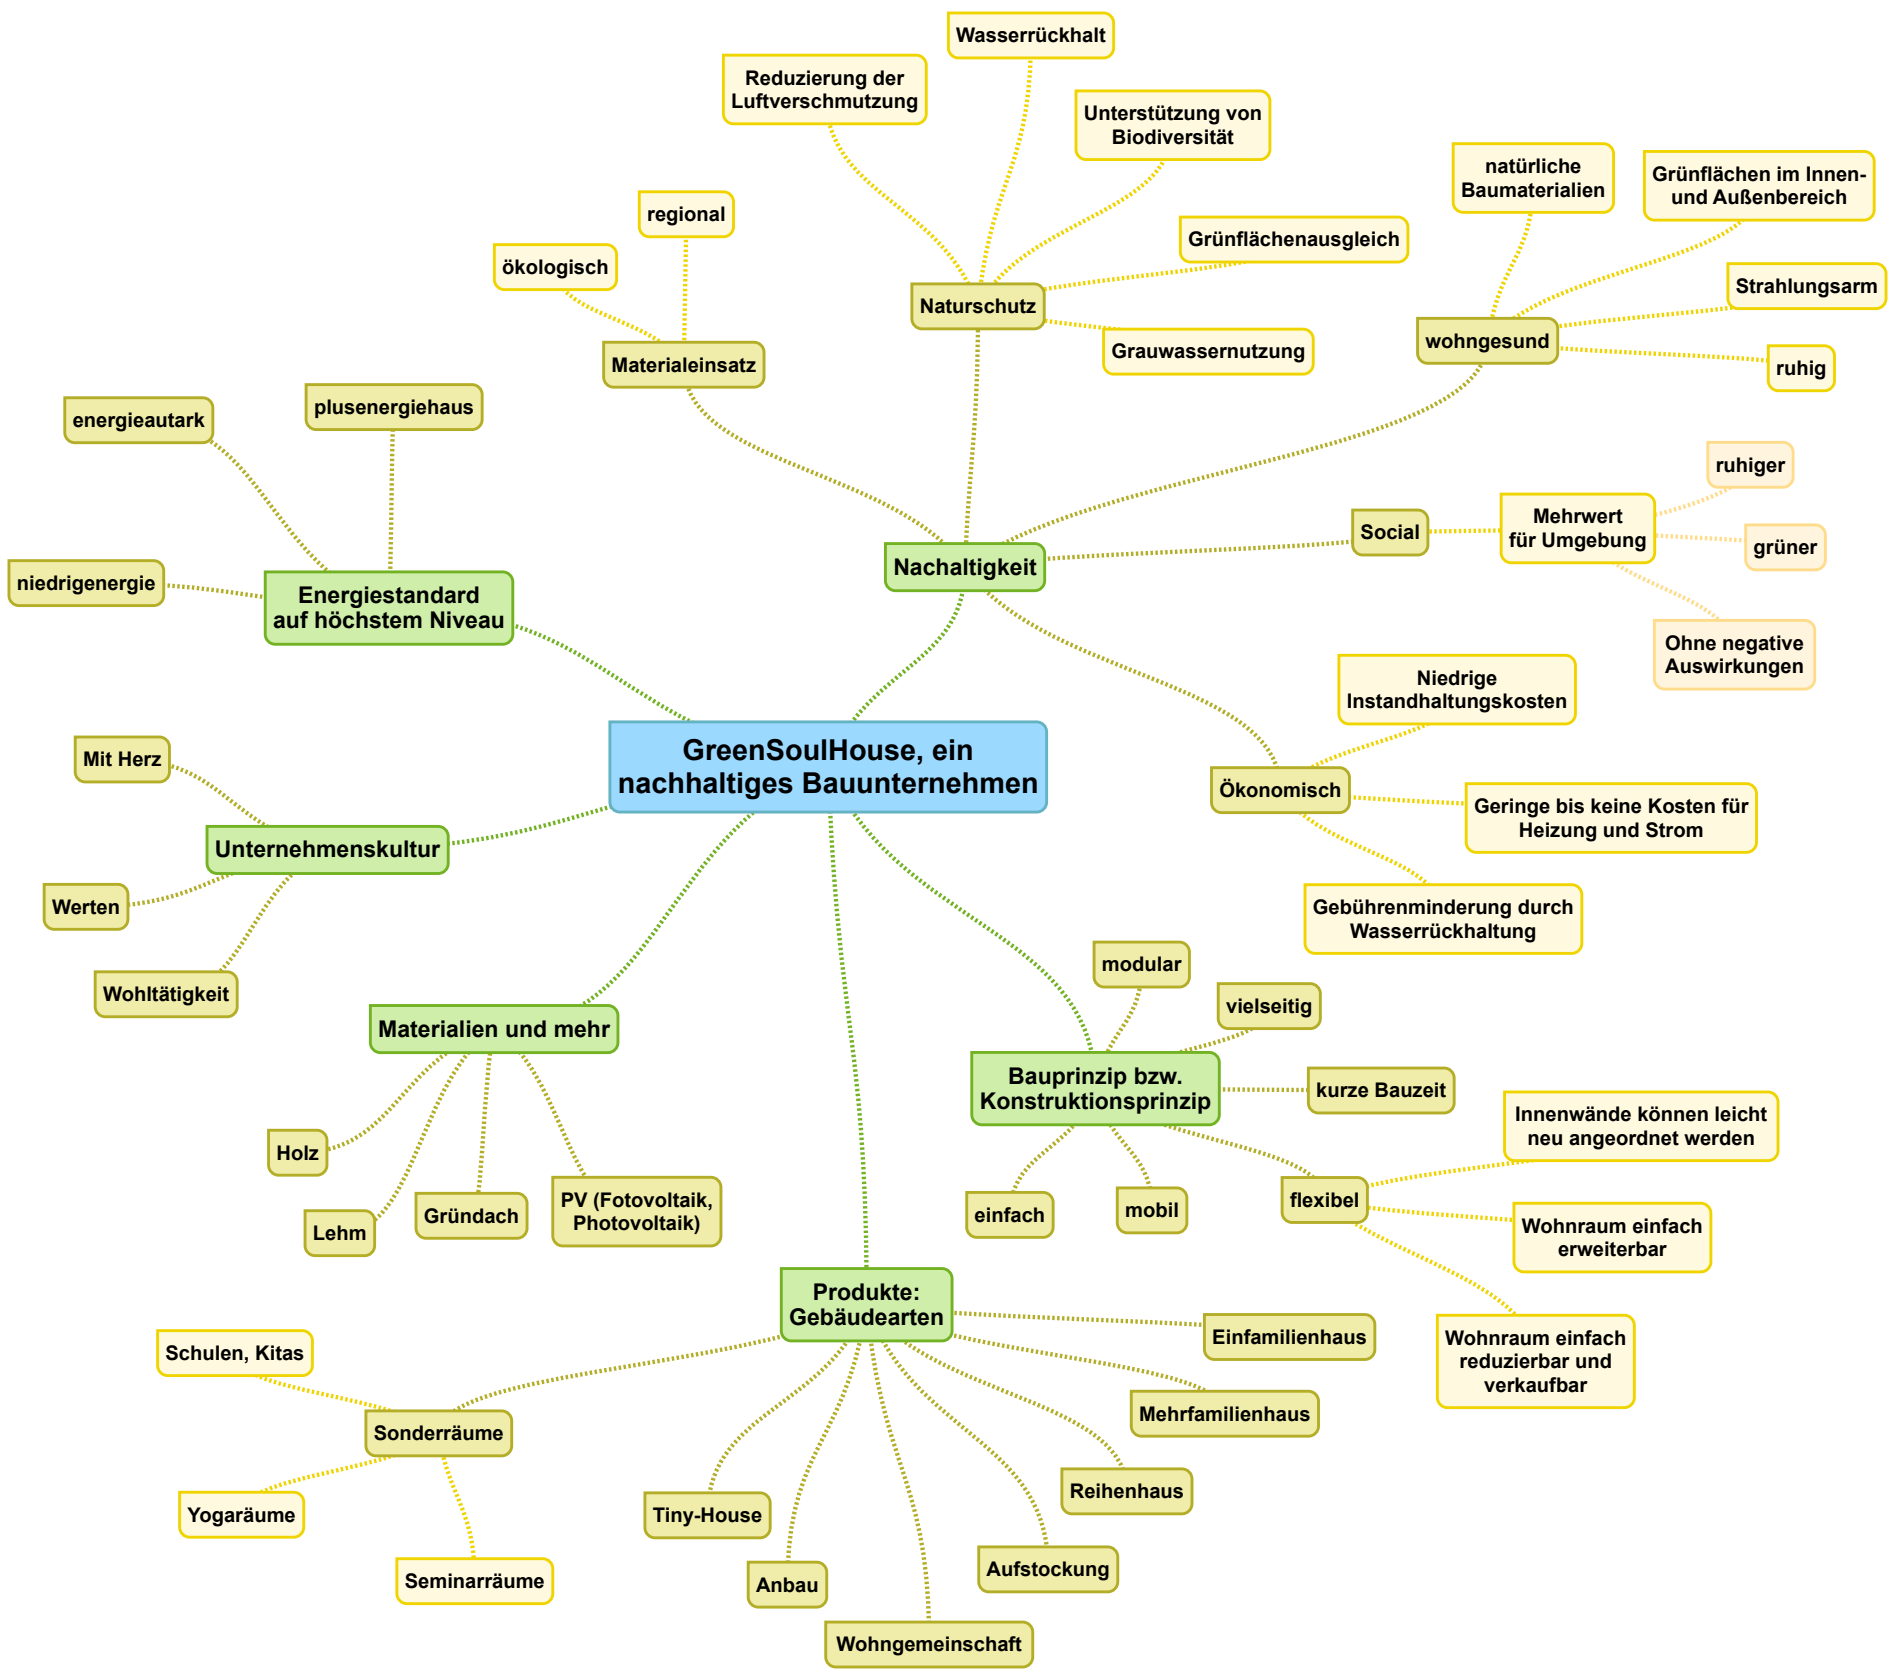 Wasserrückhalt
Reduzierung der
Luftverschmutzung
Unterstützung von
Biodiversität
natürliche
Baumaterialien
Grünflächen im Innen-
und Außenbereich
regional
Grünflächenausgleich
ökologisch
Strahlungsarm
Naturschutz
wohngesund
Grauwassernutzung
Materialeinsatz
ruhig
plusenergiehaus
energieautark
ruhiger
Mehrwert
für Umgebung
Social
grüner
Nachaltigkeit
niedrigenergie
Energiestandard
auf höchstem Niveau
Ohne negative
Auswirkungen
Niedrige
Instandhaltungskosten
GreenSoulHouse, ein
nachhaltiges Bauunternehmen
Mit Herz
Ökonomisch
Geringe bis keine Kosten für
Heizung und Strom
Unternehmenskultur
Werten
Gebührenminderung durch
Wasserrückhaltung
modular
Wohltätigkeit
vielseitig
Materialien und mehr
Bauprinzip bzw.
Konstruktionsprinzip
kurze Bauzeit
Innenwände können leicht
neu angeordnet werden
Holz
PV (Fotovoltaik,
Photovoltaik)
Gründach
Lehm
einfach
mobil
flexibel
Wohnraum einfach
erweiterbar
Produkte:
Gebäudearten
Einfamilienhaus
Schulen, Kitas
Wohnraum einfach
reduzierbar und
verkaufbar
Mehrfamilienhaus
Sonderräume
Reihenhaus
Yogaräume
Tiny-House
Aufstockung
Seminarräume
Anbau
Wohngemeinschaft